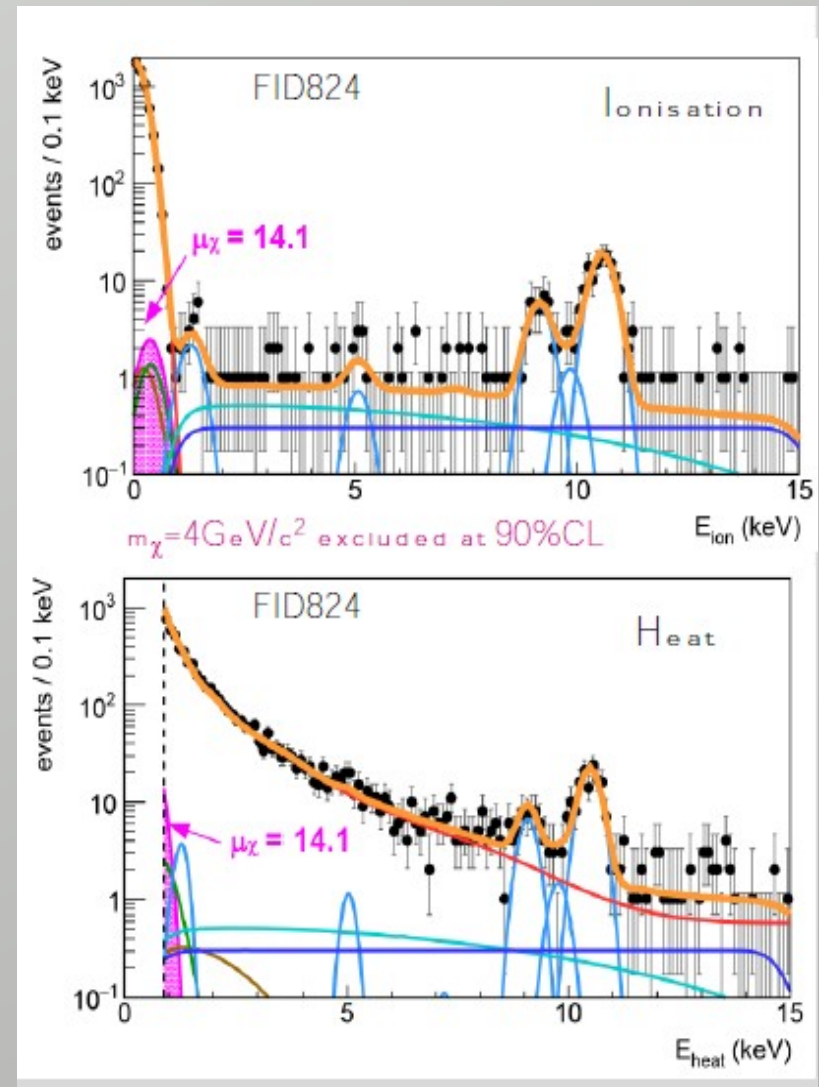 FID824
Ionisation
events / 0.1 keV
10³
10²
10
1
10⁻¹
μχ = 14.1
0 5 10 15
E_ion (keV)
mχ=4GeV/c² excluded at 90%CL
FID824
Heat
events / 0.1 keV
10³
10²
10
1
10⁻¹
μχ = 14.1
0 5 10 15
E_heat (keV)